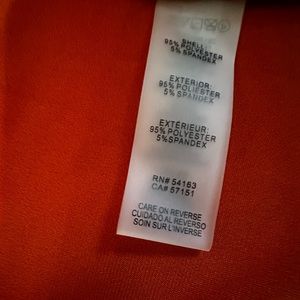 SHELL:
95% POLYESTER
5% SPANDEX
EXTERIOR:
95% POLIESTER
5% SPANDEX
EXTÉRIEUR:
95% POLYESTER
5% SPANDEX
RN# 54163
CA# 57151
CARE ON REVERSE
CUIDADO AL REVERSO
SOIN SUR L'INVERSE